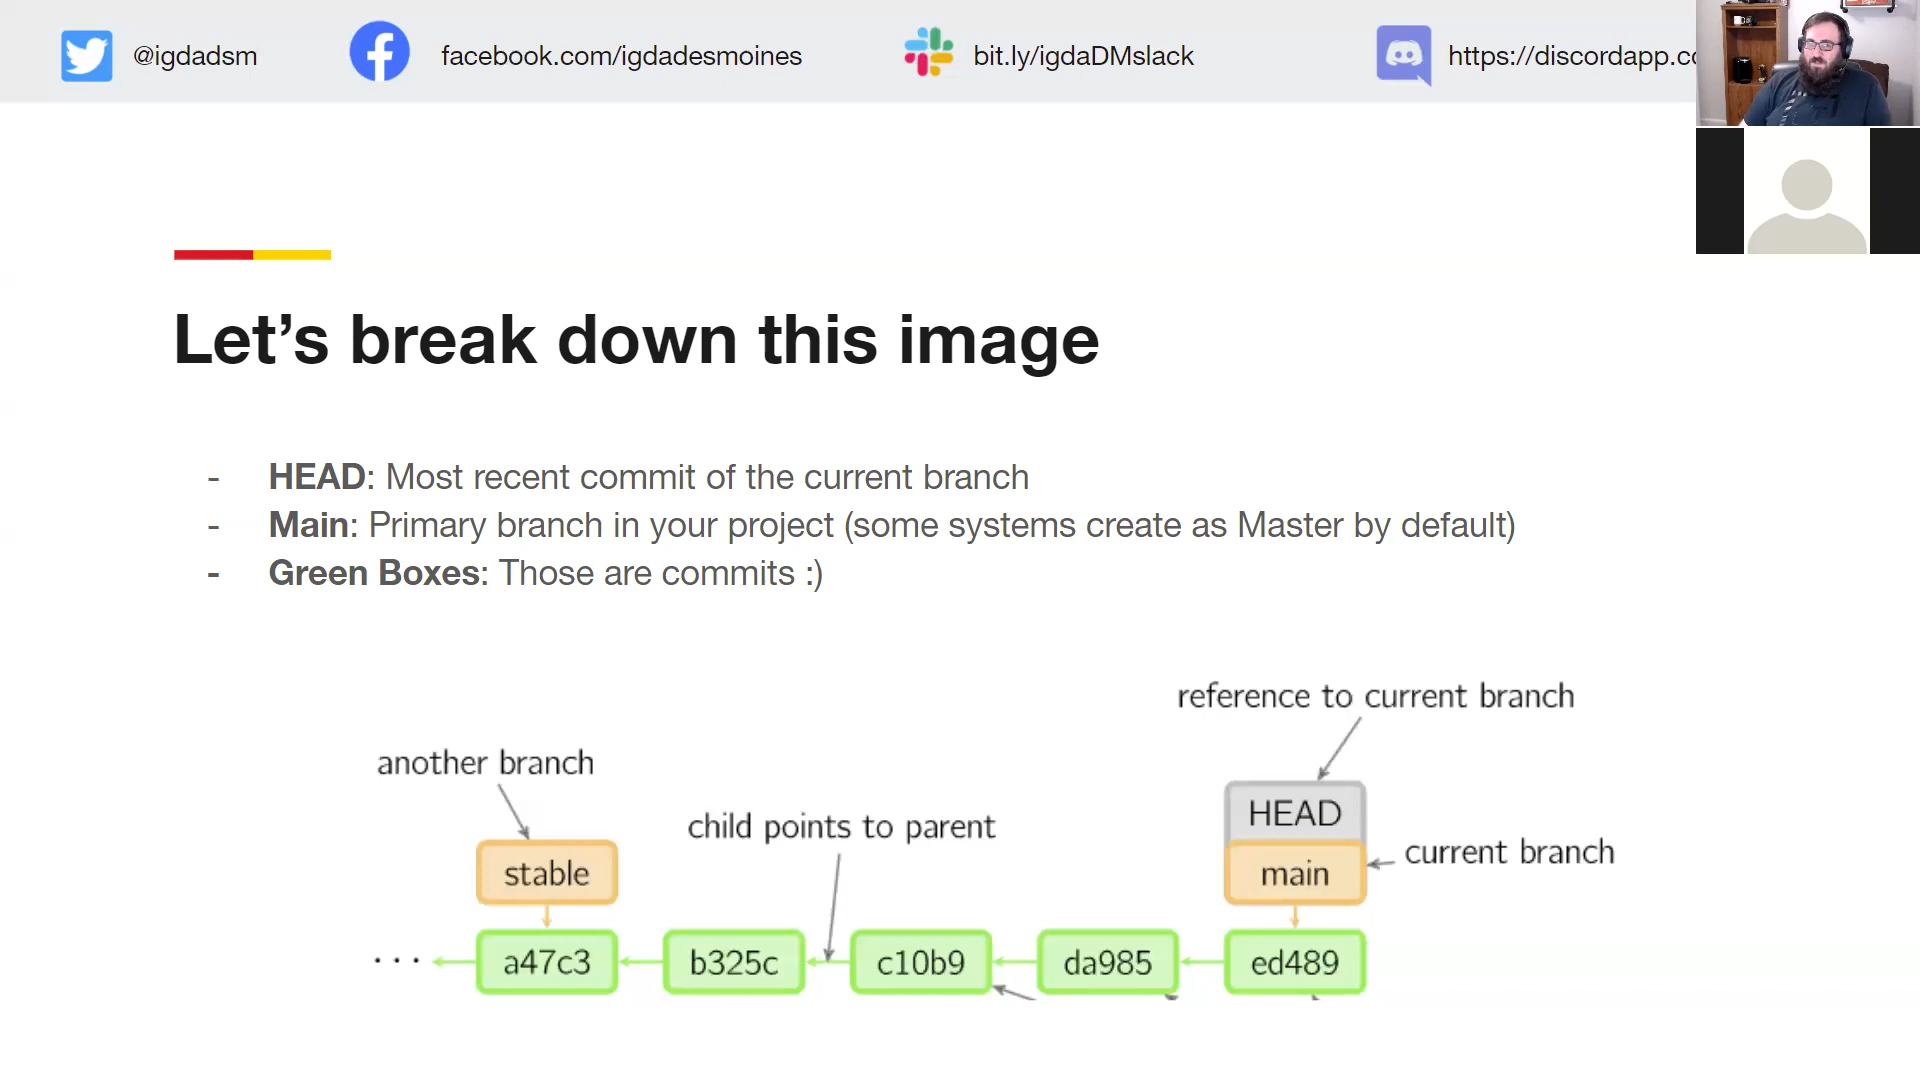 @igdadsm
facebook.com/igdadesmoines
bit.ly/igdaDMslack
https://discordapp.c
Let’s break down this image
- HEAD: Most recent commit of the current branch
- Main: Primary branch in your project (some systems create as Master by default)
- Green Boxes: Those are commits :)
reference to current branch
another branch
child points to parent
HEAD
current branch
stable
main
··· a47c3 b325c c10b9 da985 ed489